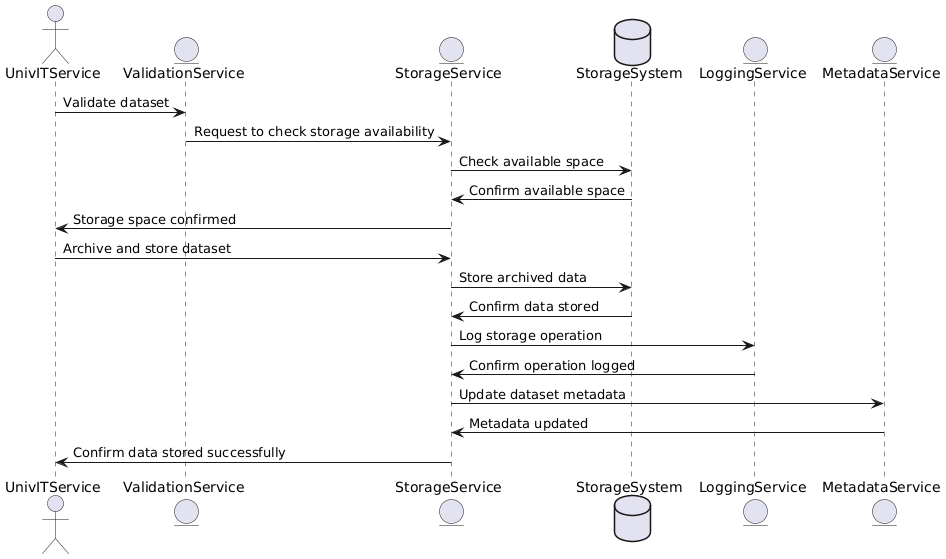 UnivITService ValidationService StorageService StorageSystem LoggingService MetadataService
Validate dataset
Request to check storage availability
Check available space
Confirm available space
Storage space confirmed
Archive and store dataset
Store archived data
Confirm data stored
Log storage operation
Confirm operation logged
Update dataset metadata
Metadata updated
Confirm data stored successfully
UnivITService ValidationService StorageService StorageSystem LoggingService MetadataService